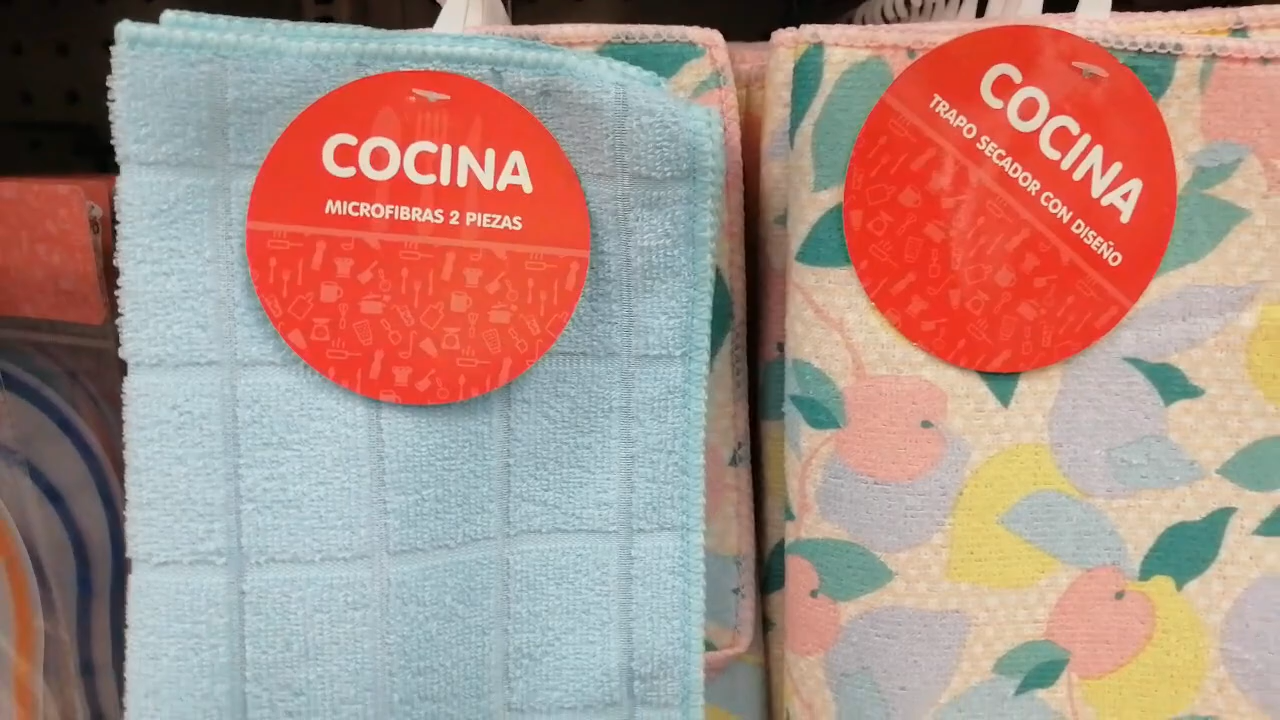 COCINA
MICROFIBRAS 2 PIEZAS
COCINA
TRAPO SECADOR CON DISEÑO